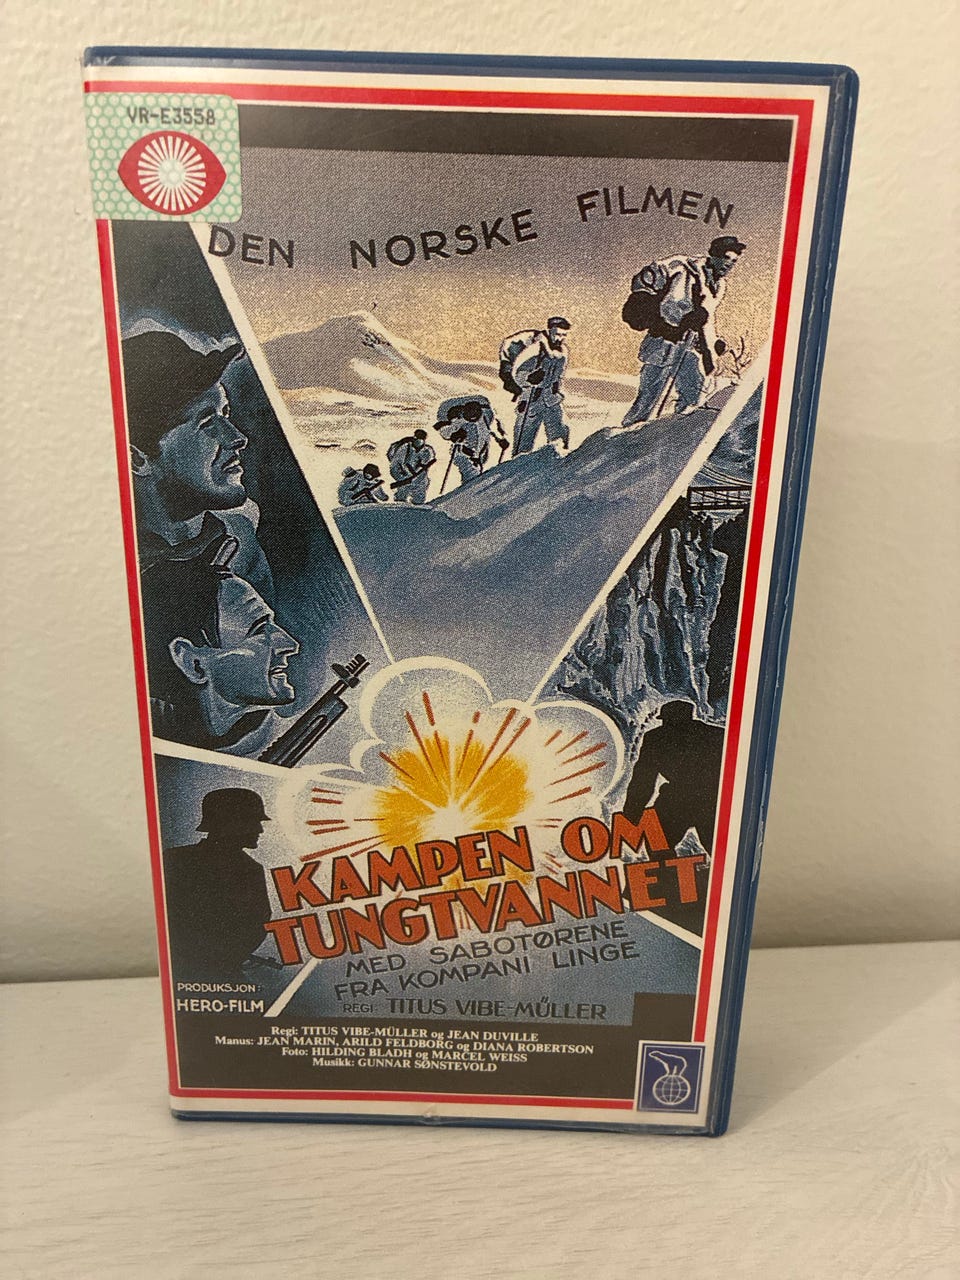 VR-E3558
DEN NORSKE FILMEN
KAMPEN OM
TUNGTVANNET
MED SABOTØRENE
FRA KOMPANI LINGE
REGI: TITUS VIBE-MŰLLER
PRODUKSJON:
HERO-FILM
Regi: TITUS VIBE-MÜLLER og JEAN DUVILLE
Manus: JEAN MARIN, ARILD FELDBORG og DIANA ROBERTSON
Foto: HILDING BLADH og MARCEL WEISS
Musikk: GUNNAR SØNSTEVOLD